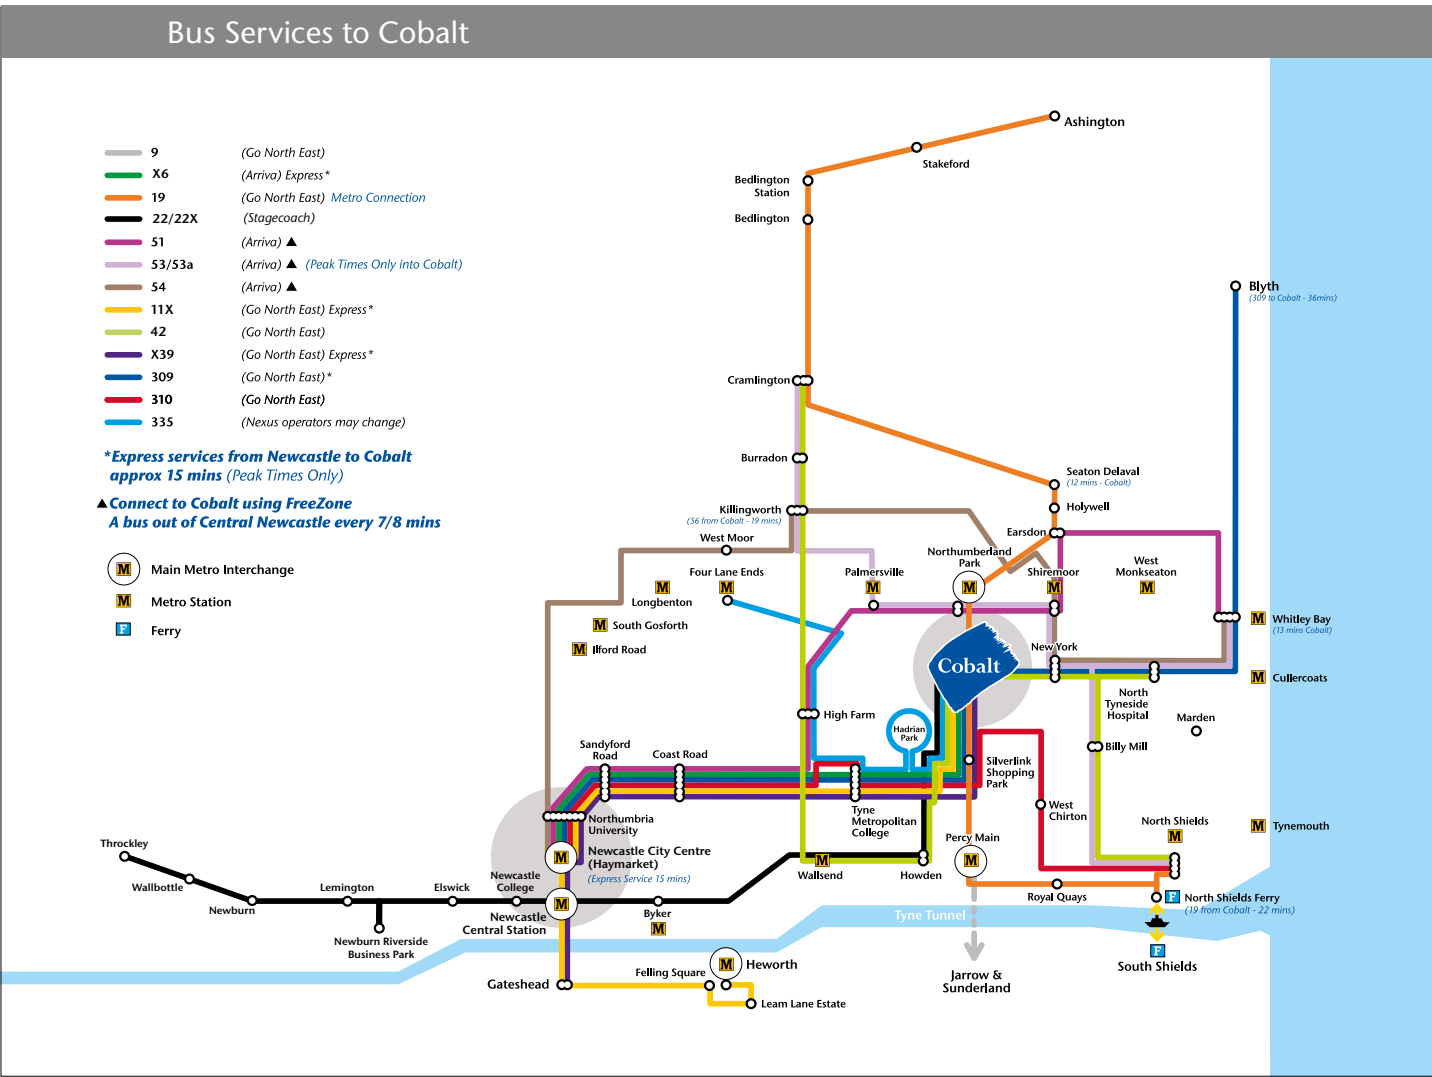 Bus Services to Cobalt
9 (Go North East)
X6 (Arriva) Express*
19 (Go North East) Metro Connection
22/22X (Stagecoach)
51 (Arriva) ▲
53/53a (Arriva) ▲ (Peak Times Only into Cobalt)
54 (Arriva) ▲
11X (Go North East) Express*
42 (Go North East)
X39 (Go North East) Express*
309 (Go North East)*
310 (Go North East)
335 (Nexus operators may change)
*Express services from Newcastle to Cobalt
approx 15 mins (Peak Times Only)
▲Connect to Cobalt using FreeZone
A bus out of Central Newcastle every 7/8 mins
M Main Metro Interchange
M Metro Station
F Ferry
Ashington
Stakeford
Bedlington
Station
Bedlington
Blyth
(309 to Cobalt - 36mins)
Cramlington
Burradon
Seaton Delaval
(12 mins - Cobalt)
Holywell
Killingworth
(56 from Cobalt - 19 mins)
Earsdon
West Moor
Northumberland
Park
M
Four Lane Ends
M
Palmersville
M
Shiremoor
M
West
Monkseaton
M
M
Longbenton
M South Gosforth
M Ilford Road
M Whitley Bay
(13 mins Cobalt)
New York
Cobalt
M Cullercoats
North
Tyneside
Hospital
Marden
High Farm
Hadrian
Park
Billy Mill
Sandyford
Road
Coast Road
Silverlink
Shopping
Park
Tyne
Metropolitan
College
West
Chirton
North Shields
M
M Tynemouth
Northumbria
University
Percy Main
M
Throckley
Wallbottle
Newburn
Lemington
Elswick
Newcastle
College
M
Newcastle City Centre
(Haymarket)
(Express Service 15 mins)
M
Wallsend
Howden
Royal Quays
F North Shields Ferry
(19 from Cobalt - 22 mins)
M
Newcastle
Central Station
Byker
M
Tyne Tunnel
Newburn Riverside
Business Park
F
South Shields
Gateshead
Felling Square
M Heworth
Leam Lane Estate
Jarrow &
Sunderland